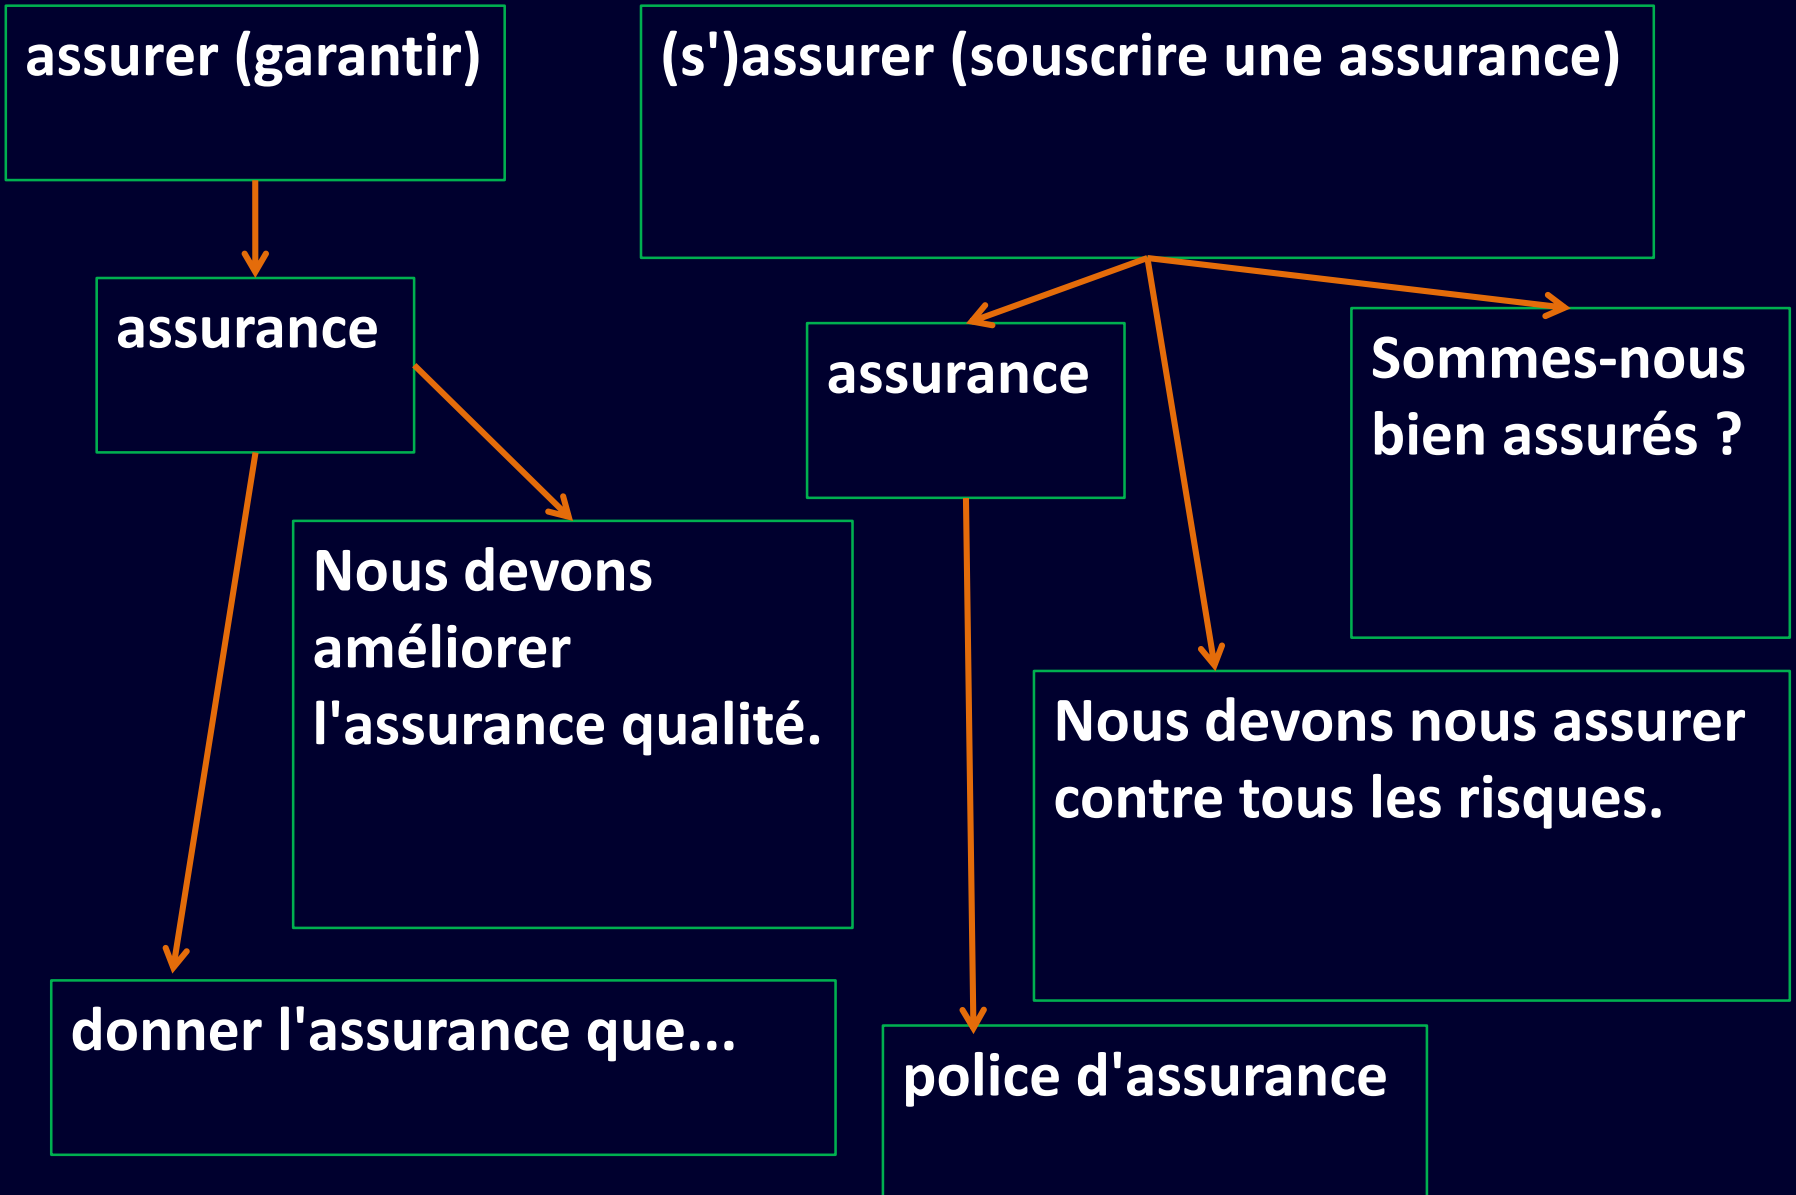 assurer (garantir)
(s')assurer (souscrire une assurance)
assurance
assurance
Sommes-nous
bien assurés ?
Nous devons
améliorer
l'assurance qualité.
Nous devons nous assurer
contre tous les risques.
donner l'assurance que...
police d'assurance